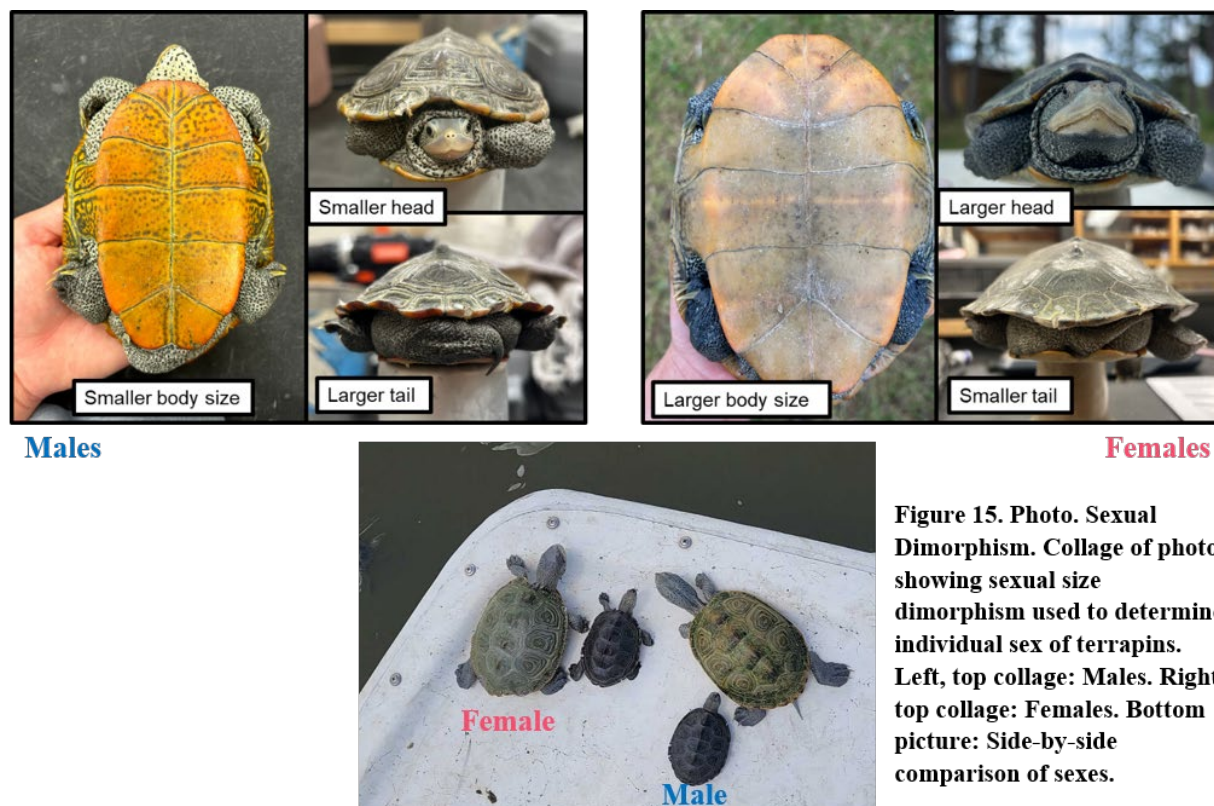 Smaller head
Larger head
Smaller body size
Larger tail
Larger body size
Smaller tail
Males
Females
Female
Male
Figure 15. Photo. Sexual
Dimorphism. Collage of photo
showing sexual size
dimorphism used to determin
individual sex of terrapins.
Left, top collage: Males. Right
top collage: Females. Bottom
picture: Side-by-side
comparison of sexes.